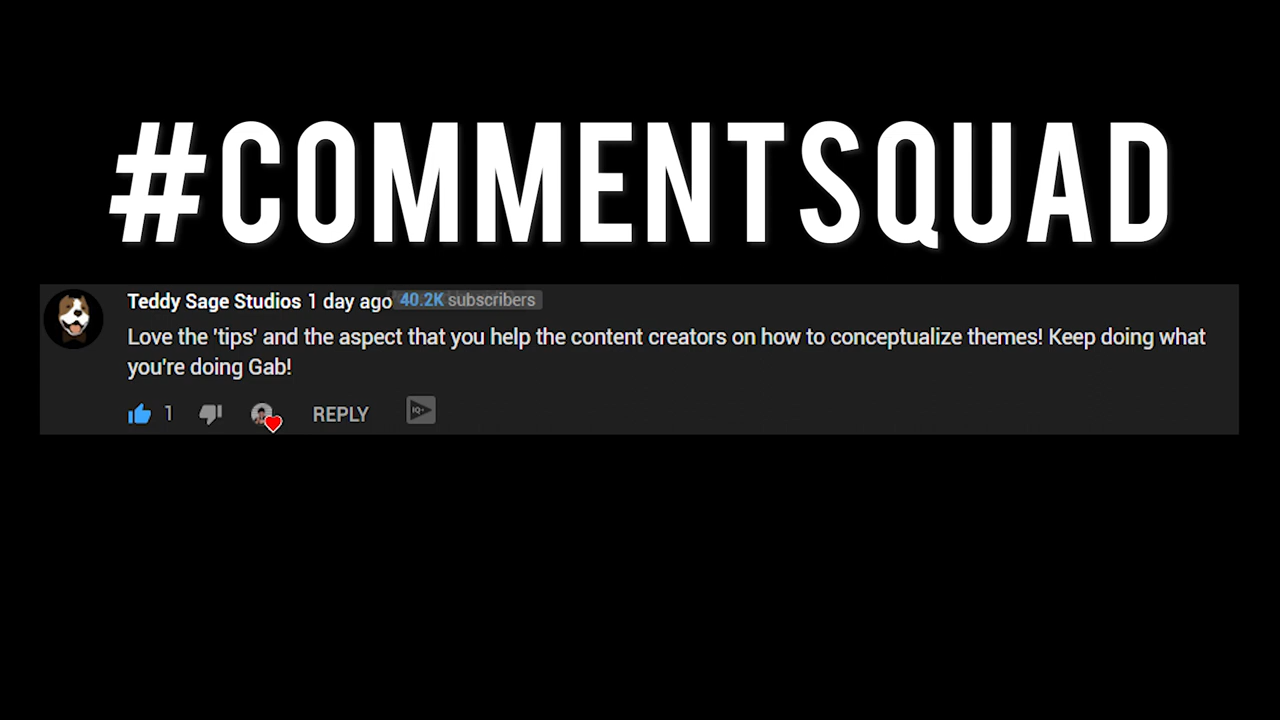 #COMMENTSQUAD
Teddy Sage Studios 1 day ago 40.2K subscribers
Love the 'tips' and the aspect that you help the content creators on how to conceptualize themes! Keep doing what
you're doing Gab!
1 REPLY IQ+